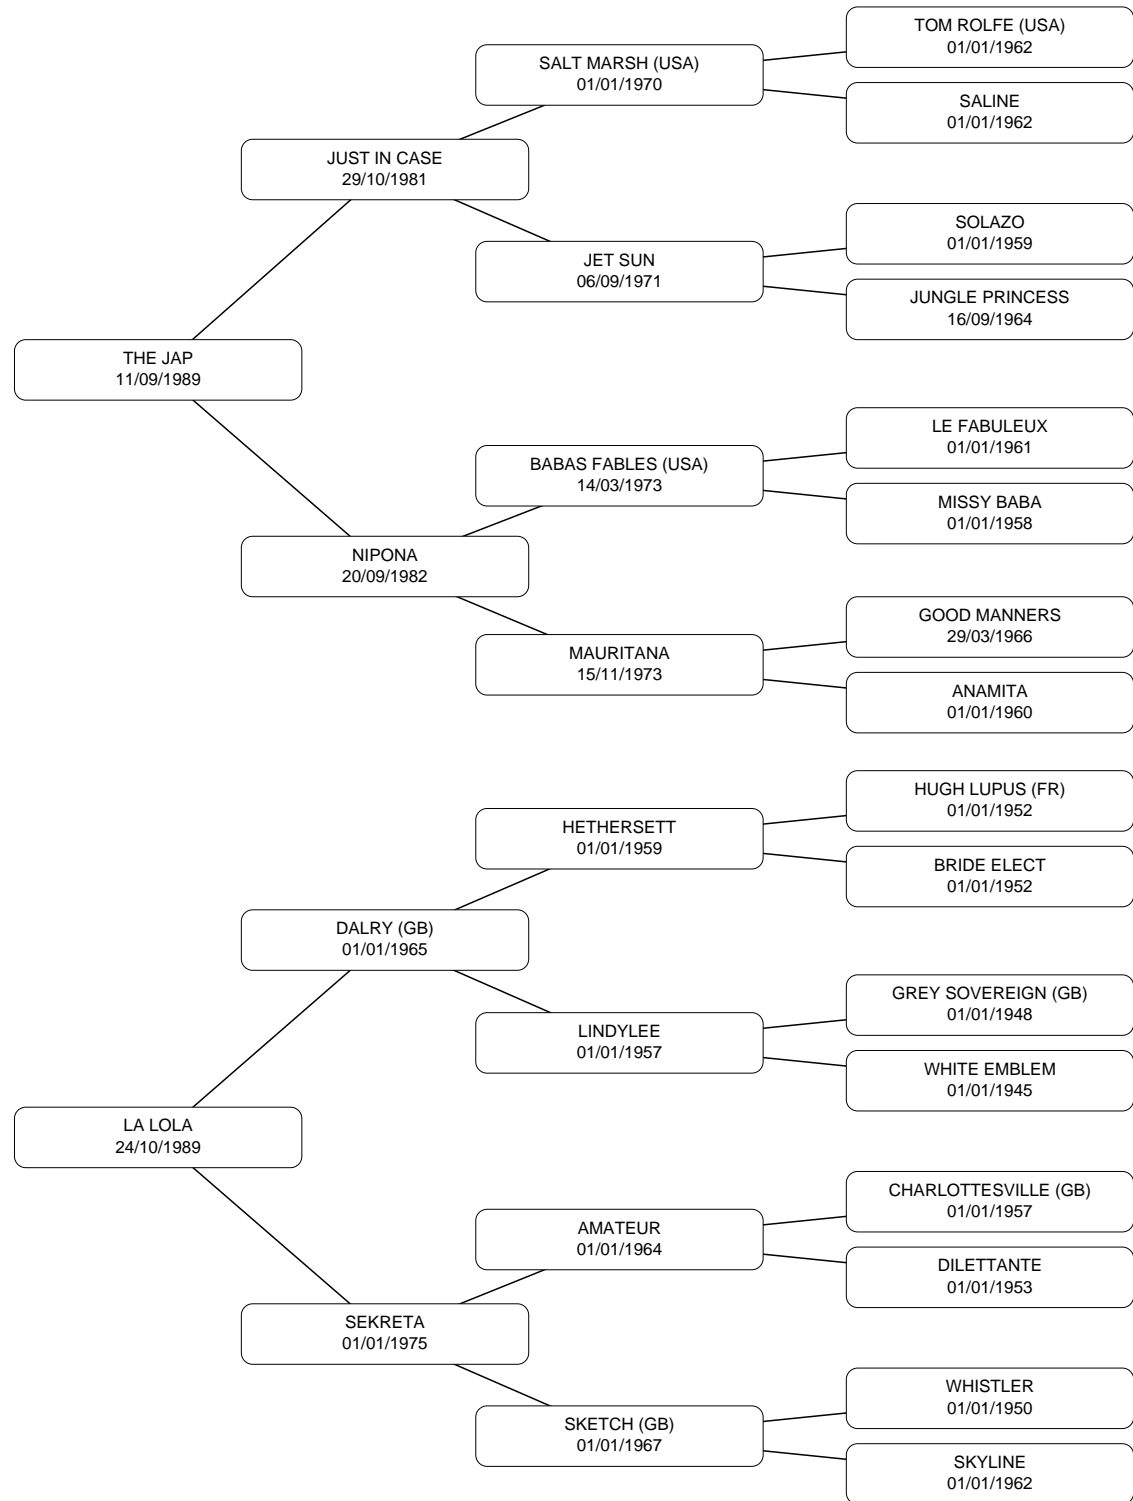 TOM ROLFE (USA)
01/01/1962
SALT MARSH (USA)
01/01/1970
SALINE
01/01/1962
JUST IN CASE
29/10/1981
SOLAZO
01/01/1959
JET SUN
06/09/1971
JUNGLE PRINCESS
16/09/1964
THE JAP
11/09/1989
LE FABULEUX
01/01/1961
BABAS FABLES (USA)
14/03/1973
MISSY BABA
01/01/1958
NIPONA
20/09/1982
GOOD MANNERS
29/03/1966
MAURITANA
15/11/1973
ANAMITA
01/01/1960
HUGH LUPUS (FR)
01/01/1952
HETHERSETT
01/01/1959
BRIDE ELECT
01/01/1952
DALRY (GB)
01/01/1965
GREY SOVEREIGN (GB)
01/01/1948
LINDYLEE
01/01/1957
WHITE EMBLEM
01/01/1945
LA LOLA
24/10/1989
CHARLOTTESVILLE (GB)
01/01/1957
AMATEUR
01/01/1964
DILETTANTE
01/01/1953
SEKRETA
01/01/1975
WHISTLER
01/01/1950
SKETCH (GB)
01/01/1967
SKYLINE
01/01/1962